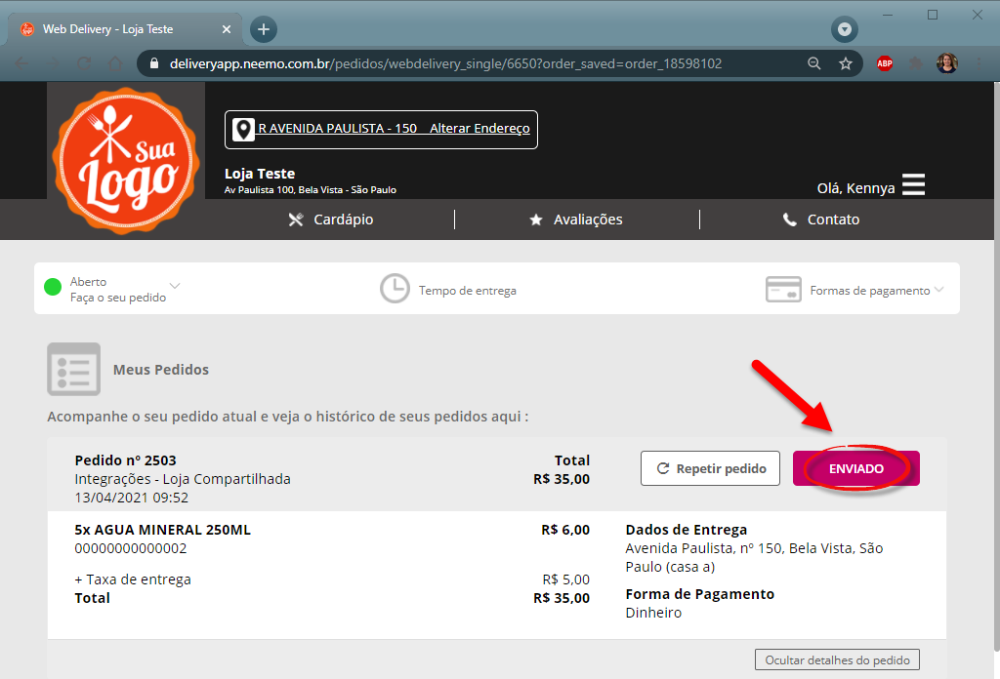 Web Delivery - Loja Teste
deliveryapp.neemo.com.br/pedidos/webdelivery_single/6650?order_saved=order_18598102
ABP
Sua
Logo
R AVENIDA PAULISTA - 150 Alterar Endereço
Loja Teste
Av Paulista 100, Bela Vista - São Paulo
Olá, Kennya
Cardápio
Avaliações
Contato
Aberto
Faça o seu pedido
Tempo de entrega
Formas de pagamento
Meus Pedidos
Acompanhe o seu pedido atual e veja o histórico de seus pedidos aqui :
Pedido nº 2503
Integrações - Loja Compartilhada
13/04/2021 09:52
Total
R$ 35,00
Repetir pedido
ENVIADO
5x AGUA MINERAL 250ML R$ 6,00
00000000000002
+ Taxa de entrega R$ 5,00
Total R$ 35,00
Dados de Entrega
Avenida Paulista, nº 150, Bela Vista, São
Paulo (casa a)
Forma de Pagamento
Dinheiro
Ocultar detalhes do pedido